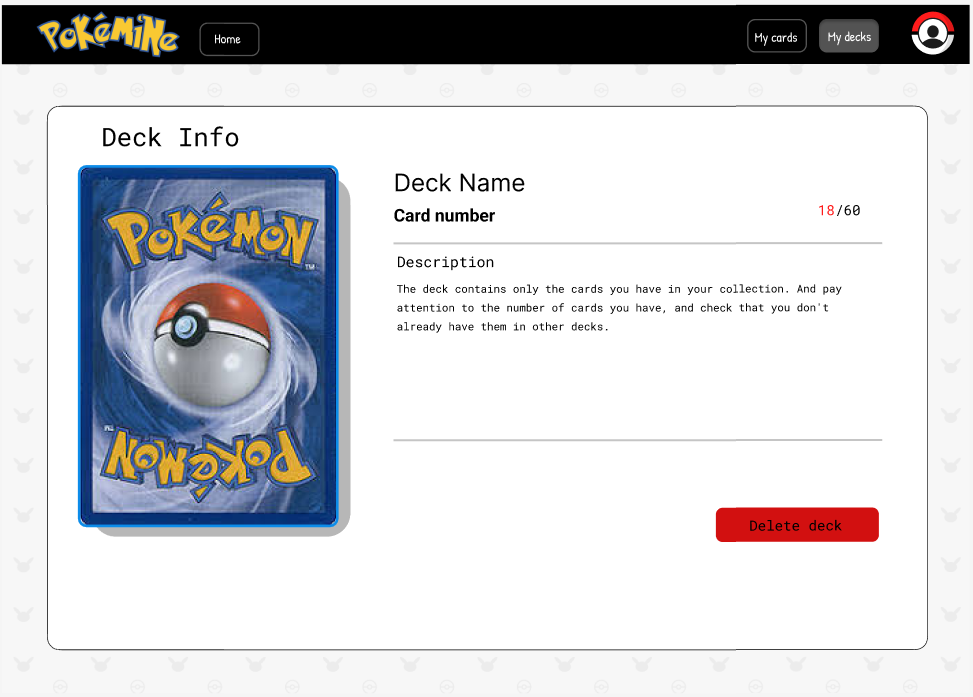 PoKéMiNe
Home
My cards
My decks
Deck Info
POKéMON
TM
POKéMON
TM
Deck Name
Card number
18/60
Description
The deck contains only the cards you have in your collection. And pay
attention to the number of cards you have, and check that you don't
already have them in other decks.
Delete deck